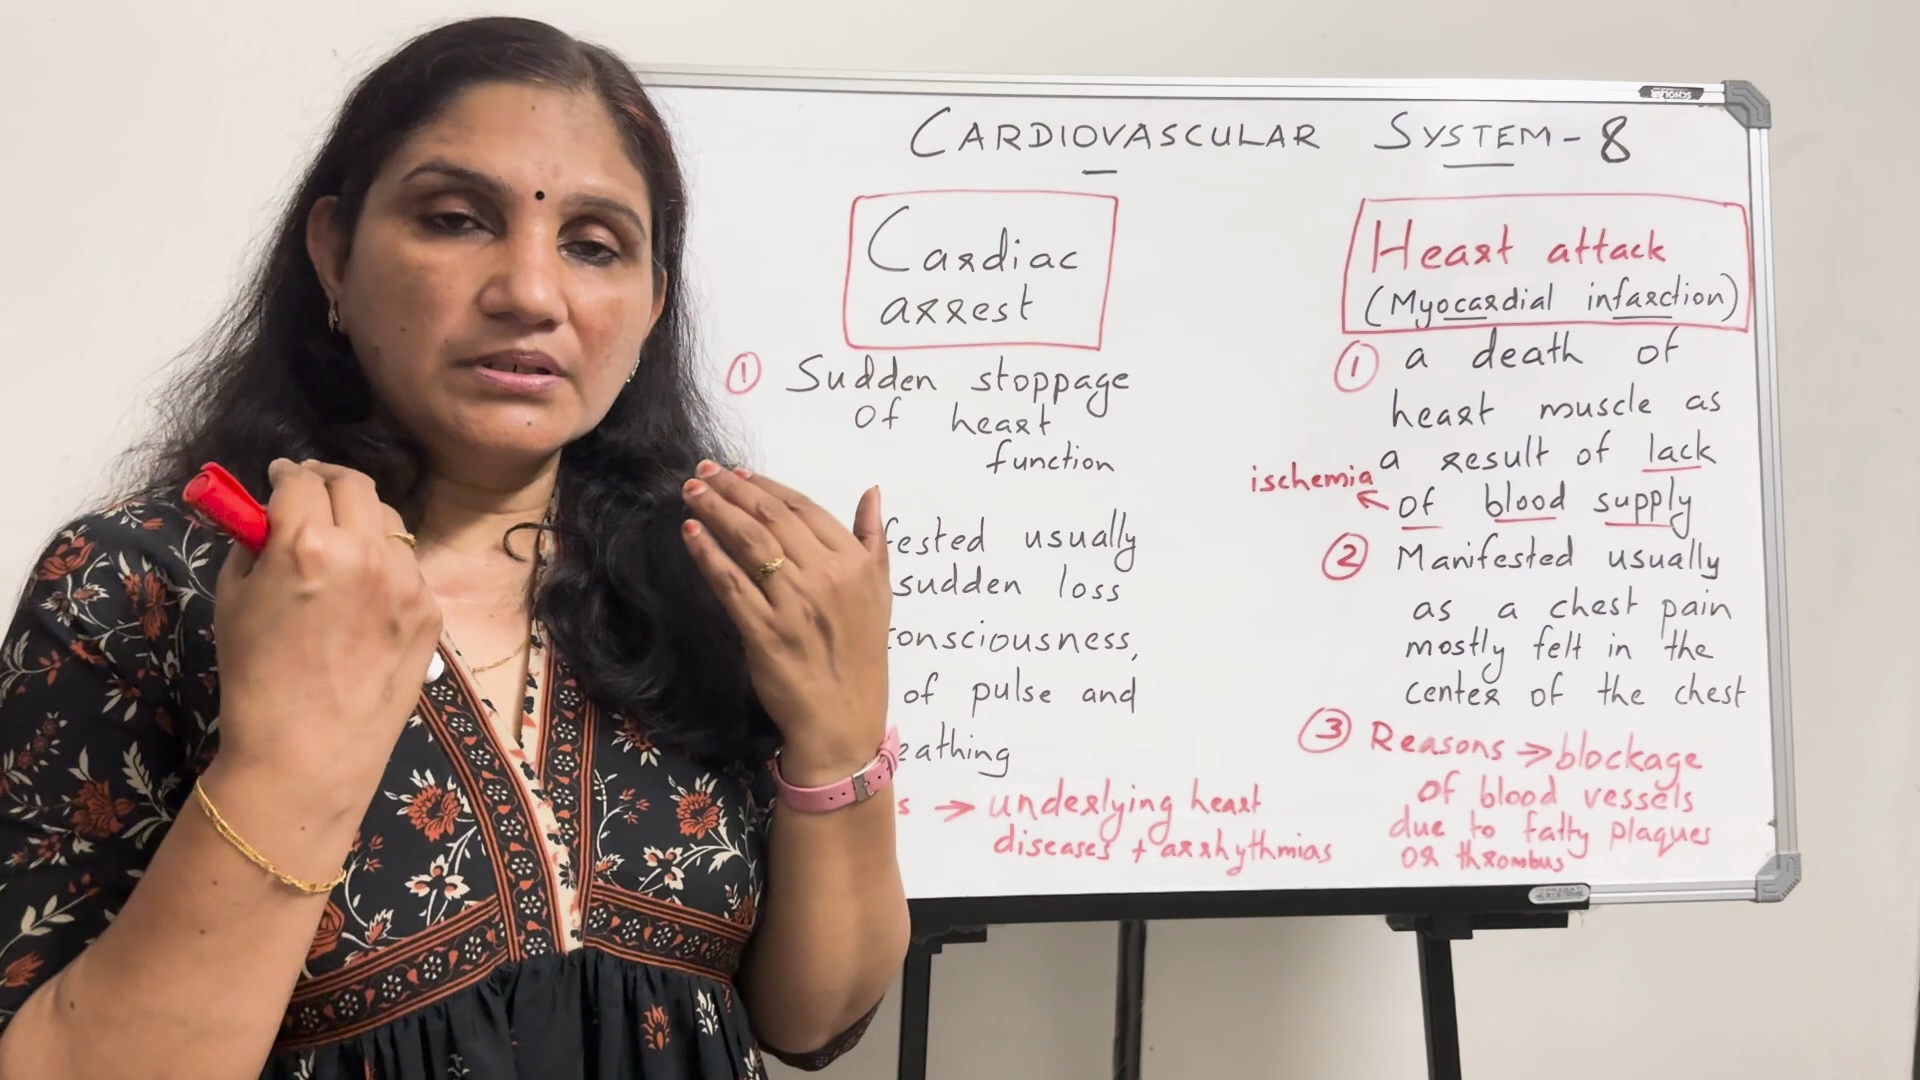 CARDIOVASCULAR SYSTEM - 8
Cardiac
arrest
① Sudden stoppage
of heart
function
fested usually
sudden loss
consciousness,
of pulse and
eathing
s → underlying heart
diseases + arrhythmias
Heart attack
(Myocardial infarction)
① a death of
heart muscle as
a result of lack
ischemia
of blood supply
② Manifested usually
as a chest pain
mostly felt in the
center of the chest
③ Reasons → blockage
of blood vessels
due to fatty plaques
or thrombus